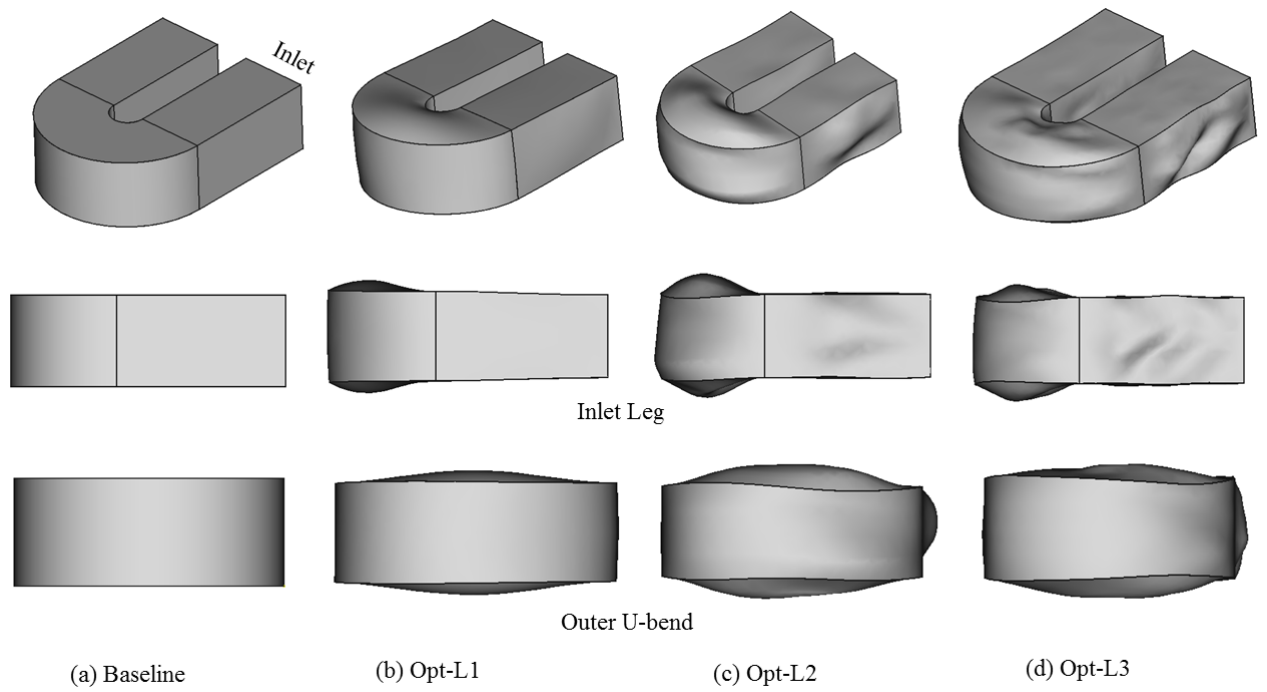 Inlet
Inlet Leg
Outer U-bend
(a) Baseline
(b) Opt-L1
(c) Opt-L2
(d) Opt-L3